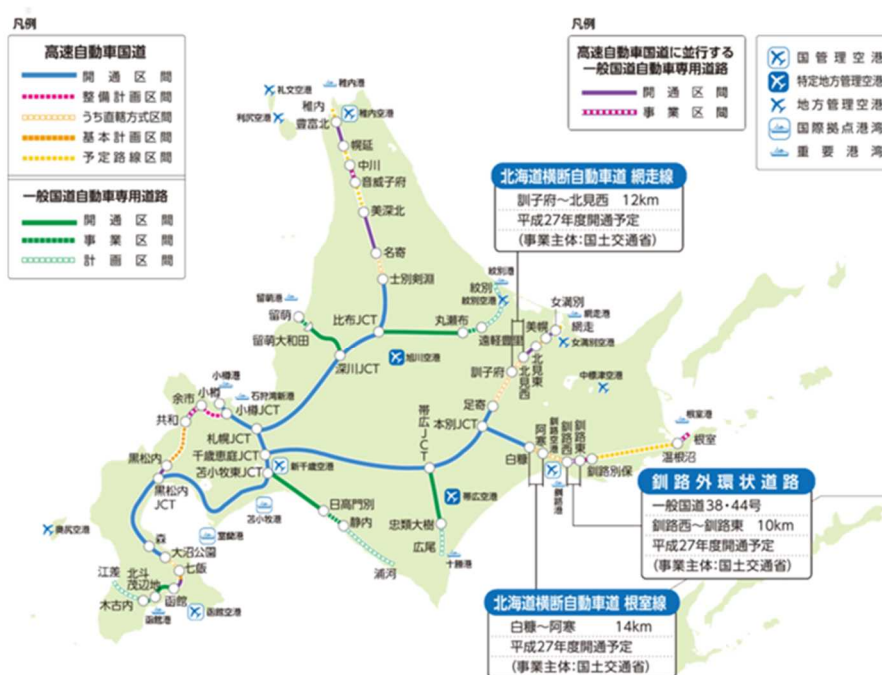 凡例
高速自動車国道
開通区間
整備計画区間
うち直轄方式区間
基本計画区間
予定路線区間
一般国道自動車専用道路
開通区間
事業区間
計画区間
凡例
高速自動車国道に並行する
一般国道自動車専用道路
開通区間
事業区間
国管理空港
特定地方管理空港
地方管理空港
国際拠点港湾
重要港湾
礼文空港
稚内港
利尻空港
稚内
稚内空港
豊富北
幌延
中川
音威子府
美深北
名寄
士別剣淵
北海道横断自動車道 網走線
訓子府～北見西 12km
平成27年度開通予定
(事業主体:国土交通省)
紋別港
紋別
紋別空港
留萌港
留萌
留萌大和田
比布JCT
丸瀬布
遠軽豊里
女満別
網走港
網走
美幌
女満別空港
北見東
北見西
訓子府
深川JCT
旭川空港
中標津空港
小樽港
小樽
石狩湾新港
余市
小樽JCT
共和
足寄
本別JCT
帯広JCT
札幌JCT
千歳恵庭JCT
苫小牧東JCT
新千歳空港
黒松内
黒松内
JCT
白糠
阿寒
釧路空港
釧路西
釧路東
釧路別保
釧路港
根室港
根室
温根沼
日高門別
静内
浦河
帯広空港
忠類大樹
広尾
十勝港
苫小牧港
室蘭港
奥尻空港
森
大沼公園
七飯
江差
北斗
茂辺地
木古内
函館
函館港
函館空港
釧路外環状道路
一般国道38・44号
釧路西～釧路東 10km
平成27年度開通予定
(事業主体:国土交通省)
北海道横断自動車道 根室線
白糠～阿寒 14km
平成27年度開通予定
(事業主体:国土交通省)